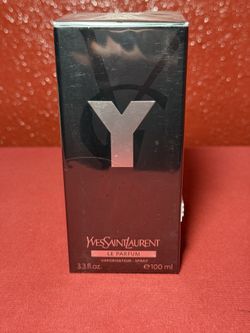 Y
YVESSAINTLAURENT
LE PARFUM
VAPORISATEUR - SPRAY
3.3 fl.oz. e 100 ml